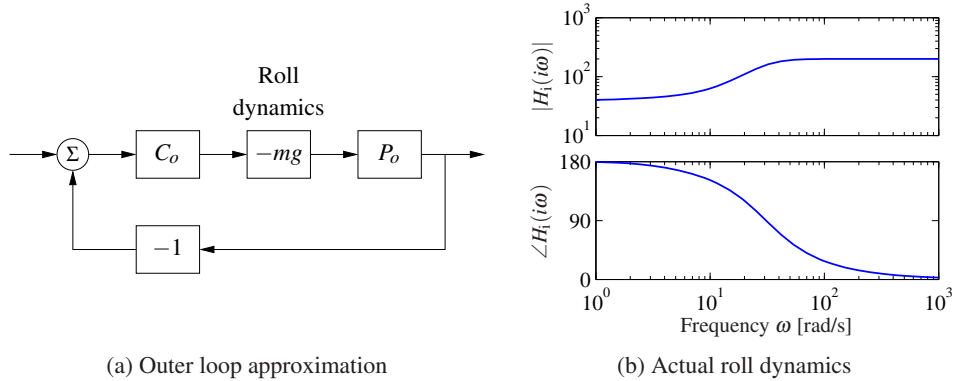 Roll
dynamics
Σ
C_o
−mg
P_o
−1
(a) Outer loop approximation
10^3
10^2
10^1
|H_i(iω)|
180
90
0
∠H_i(iω)
10^0
10^1
10^2
10^3
Frequency ω [rad/s]
(b) Actual roll dynamics